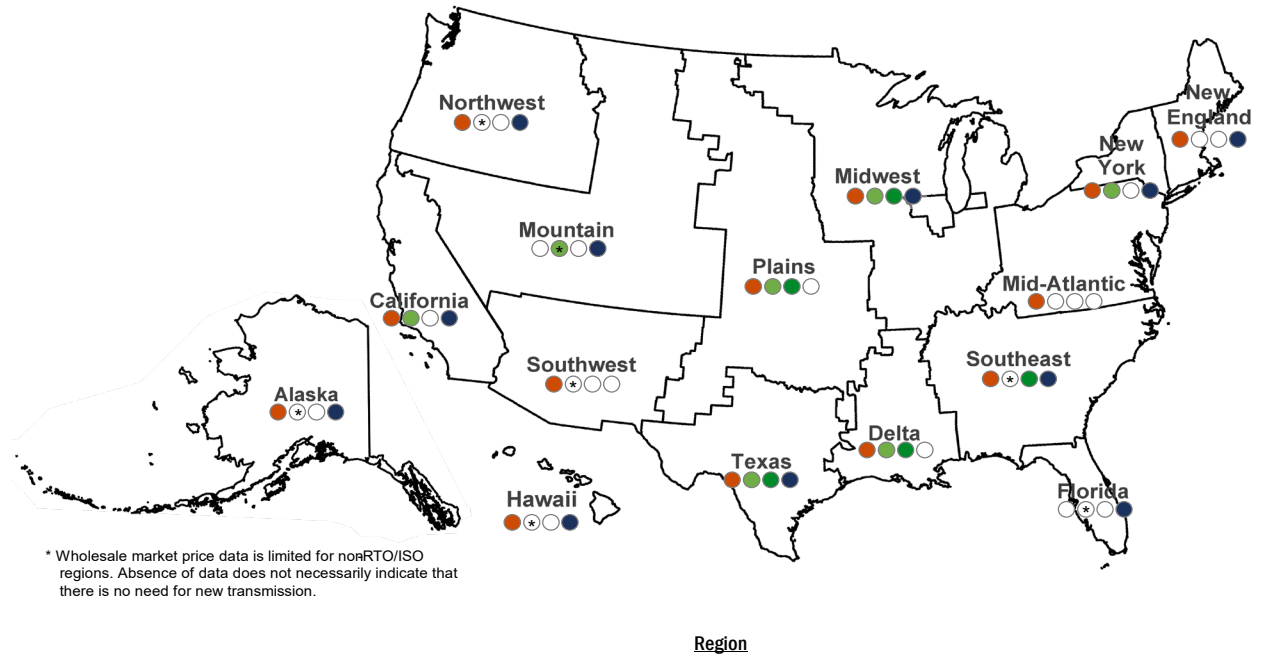 Northwest
*
New
England
New
York
Midwest
Mountain
*
Plains
Mid-Atlantic
California
Southwest
*
Southeast
*
Alaska
*
Delta
Texas
Hawaii
*
Florida
*
* Wholesale market price data is limited for non-RTO/ISO
regions. Absence of data does not necessarily indicate that
there is no need for new transmission.
Region